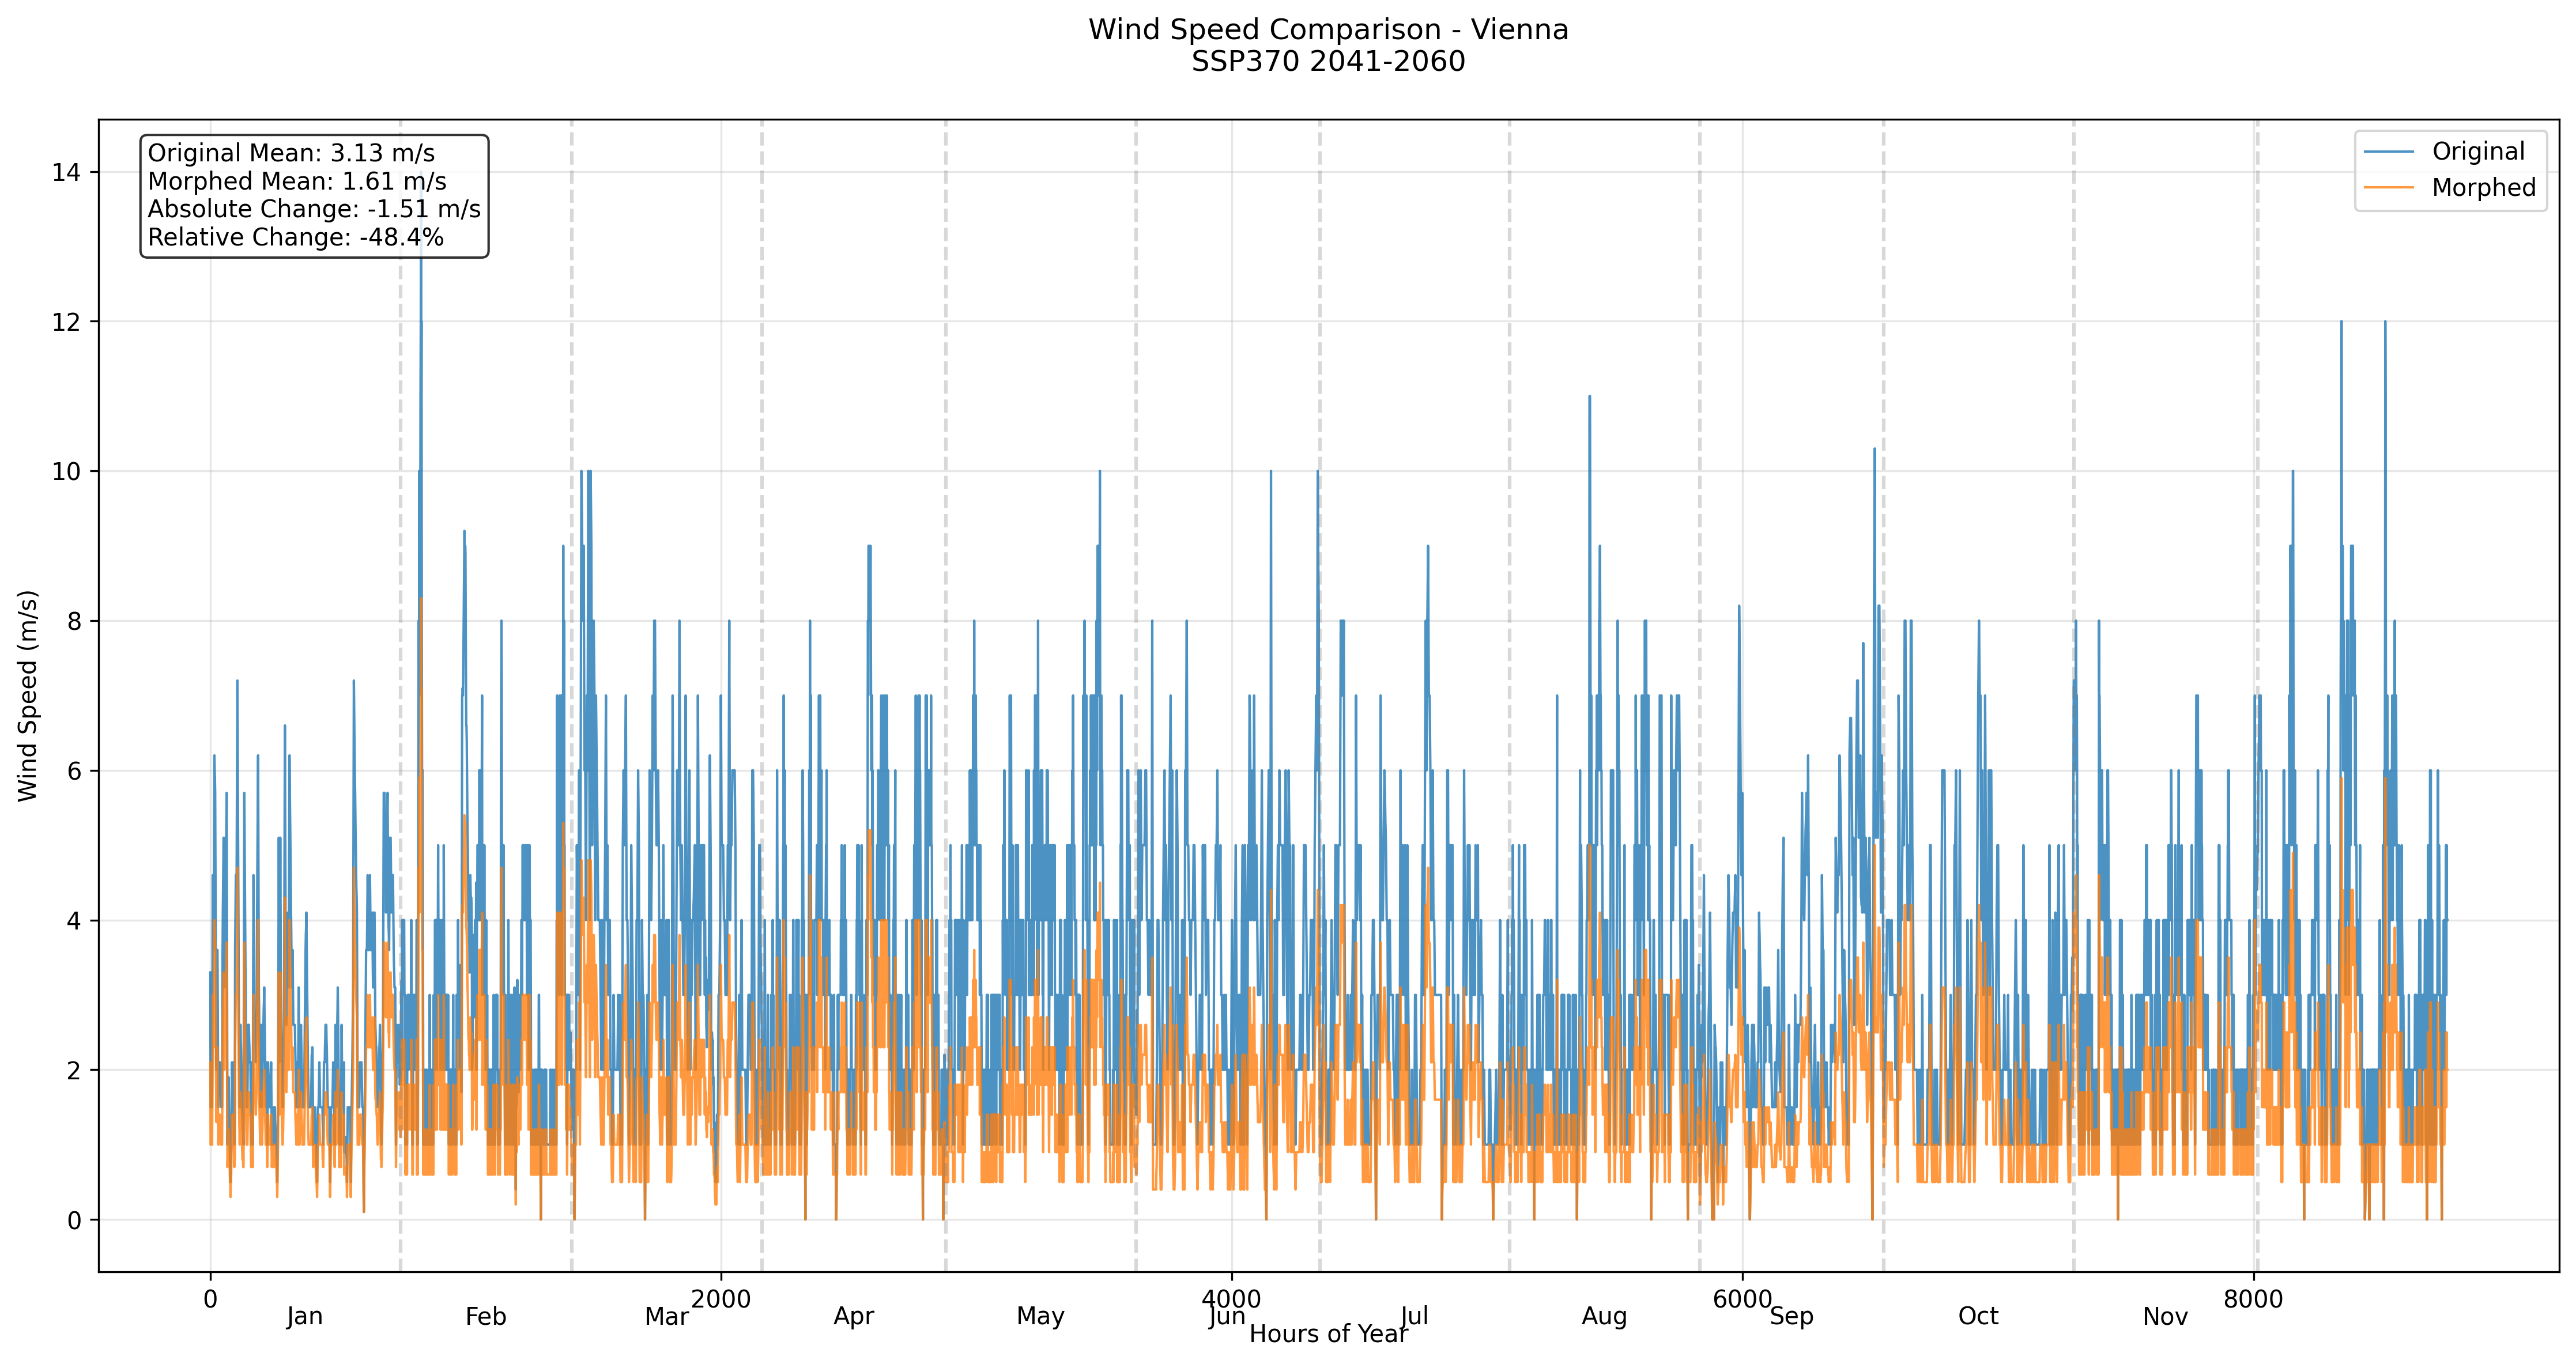 Wind Speed Comparison - Vienna
SSP370 2041-2060
Original Mean: 3.13 m/s
Morphed Mean: 1.61 m/s
Absolute Change: -1.51 m/s
Relative Change: -48.4%
Original
Morphed
14
12
10
8
6
4
2
0
Wind Speed (m/s)
0 2000 4000 6000 8000
Jan Feb Mar Apr May Jun Jul Aug Sep Oct Nov
Hours of Year